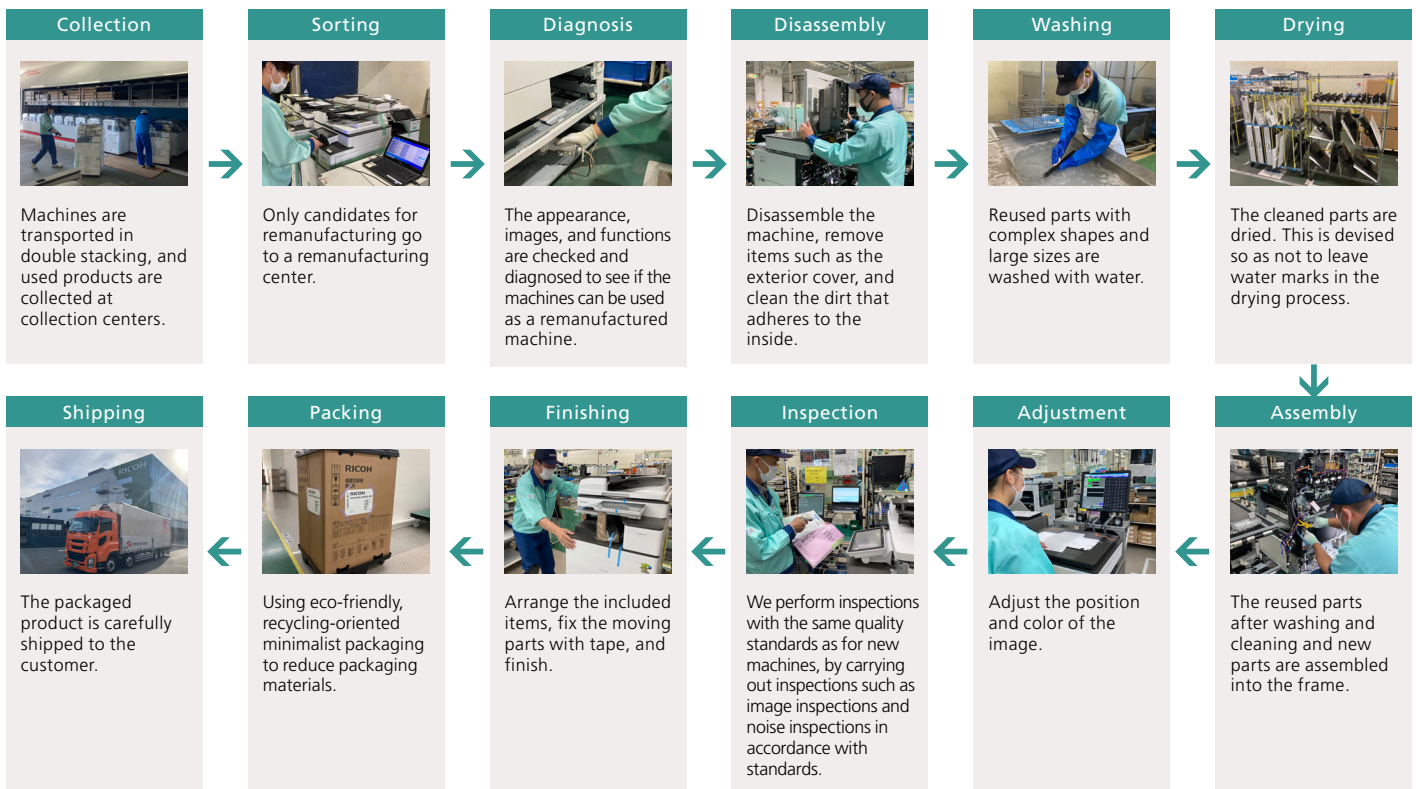 Collection
Machines are
transported in
double stacking, and
used products are
collected at
collection centers.
Sorting
Only candidates for
remanufacturing go
to a remanufacturing
center.
Diagnosis
The appearance,
images, and functions
are checked and
diagnosed to see if the
machines can be used
as a remanufactured
machine.
Disassembly
Disassemble the
machine, remove
items such as the
exterior cover, and
clean the dirt that
adheres to the
inside.
Washing
Reused parts with
complex shapes and
large sizes are
washed with water.
Drying
The cleaned parts are
dried. This is devised
so as not to leave
water marks in the
drying process.
Assembly
The reused parts
after washing and
cleaning and new
parts are assembled
into the frame.
Adjustment
Adjust the position
and color of the
image.
Inspection
We perform inspections
with the same quality
standards as for new
machines, by carrying
out inspections such as
image inspections and
noise inspections in
accordance with
standards.
Finishing
Arrange the included
items, fix the moving
parts with tape, and
finish.
Packing
RICOH
RICOH
Using eco-friendly,
recycling-oriented
minimalist packaging
to reduce packaging
materials.
Shipping
RICOH
The packaged
product is carefully
shipped to the
customer.